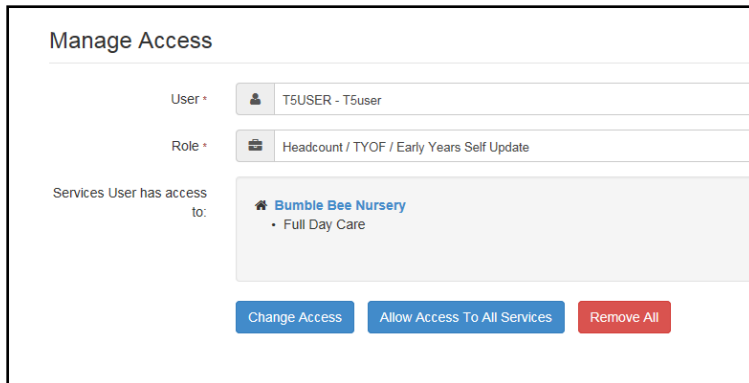 Manage Access
User *
T5USER - T5user
Role *
Headcount / TYOF / Early Years Self Update
Services User has access
to:
Bumble Bee Nursery
• Full Day Care
Change Access
Allow Access To All Services
Remove All